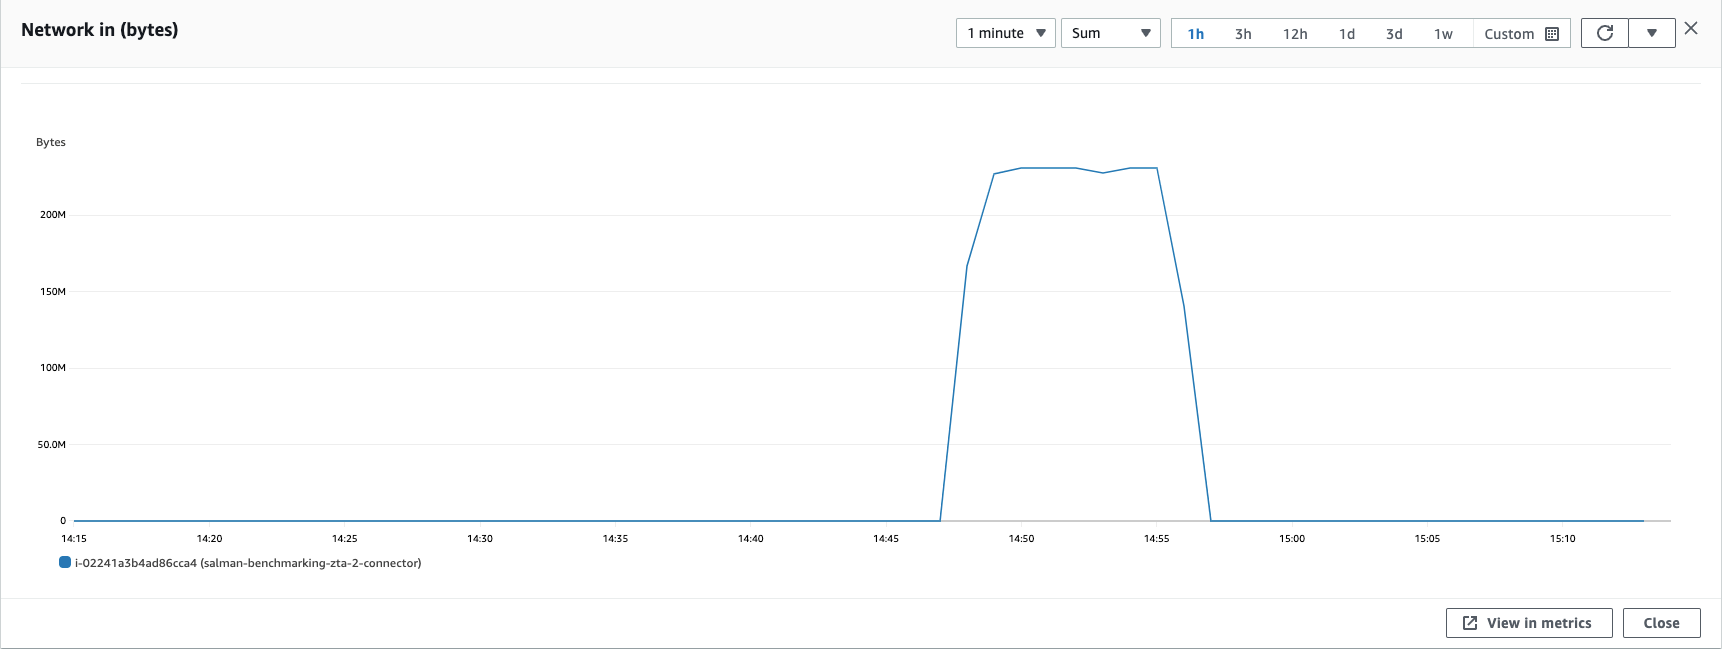 Network in (bytes)
1 minute
Sum
1h
3h
12h
1d
3d
1w
Custom
Bytes
200M
150M
100M
50.0M
0
14:15
14:20
14:25
14:30
14:35
14:40
14:45
14:50
14:55
15:00
15:05
15:10
i-02241a3b4ad86cca4 (salman-benchmarking-zta-2-connector)
View in metrics
Close